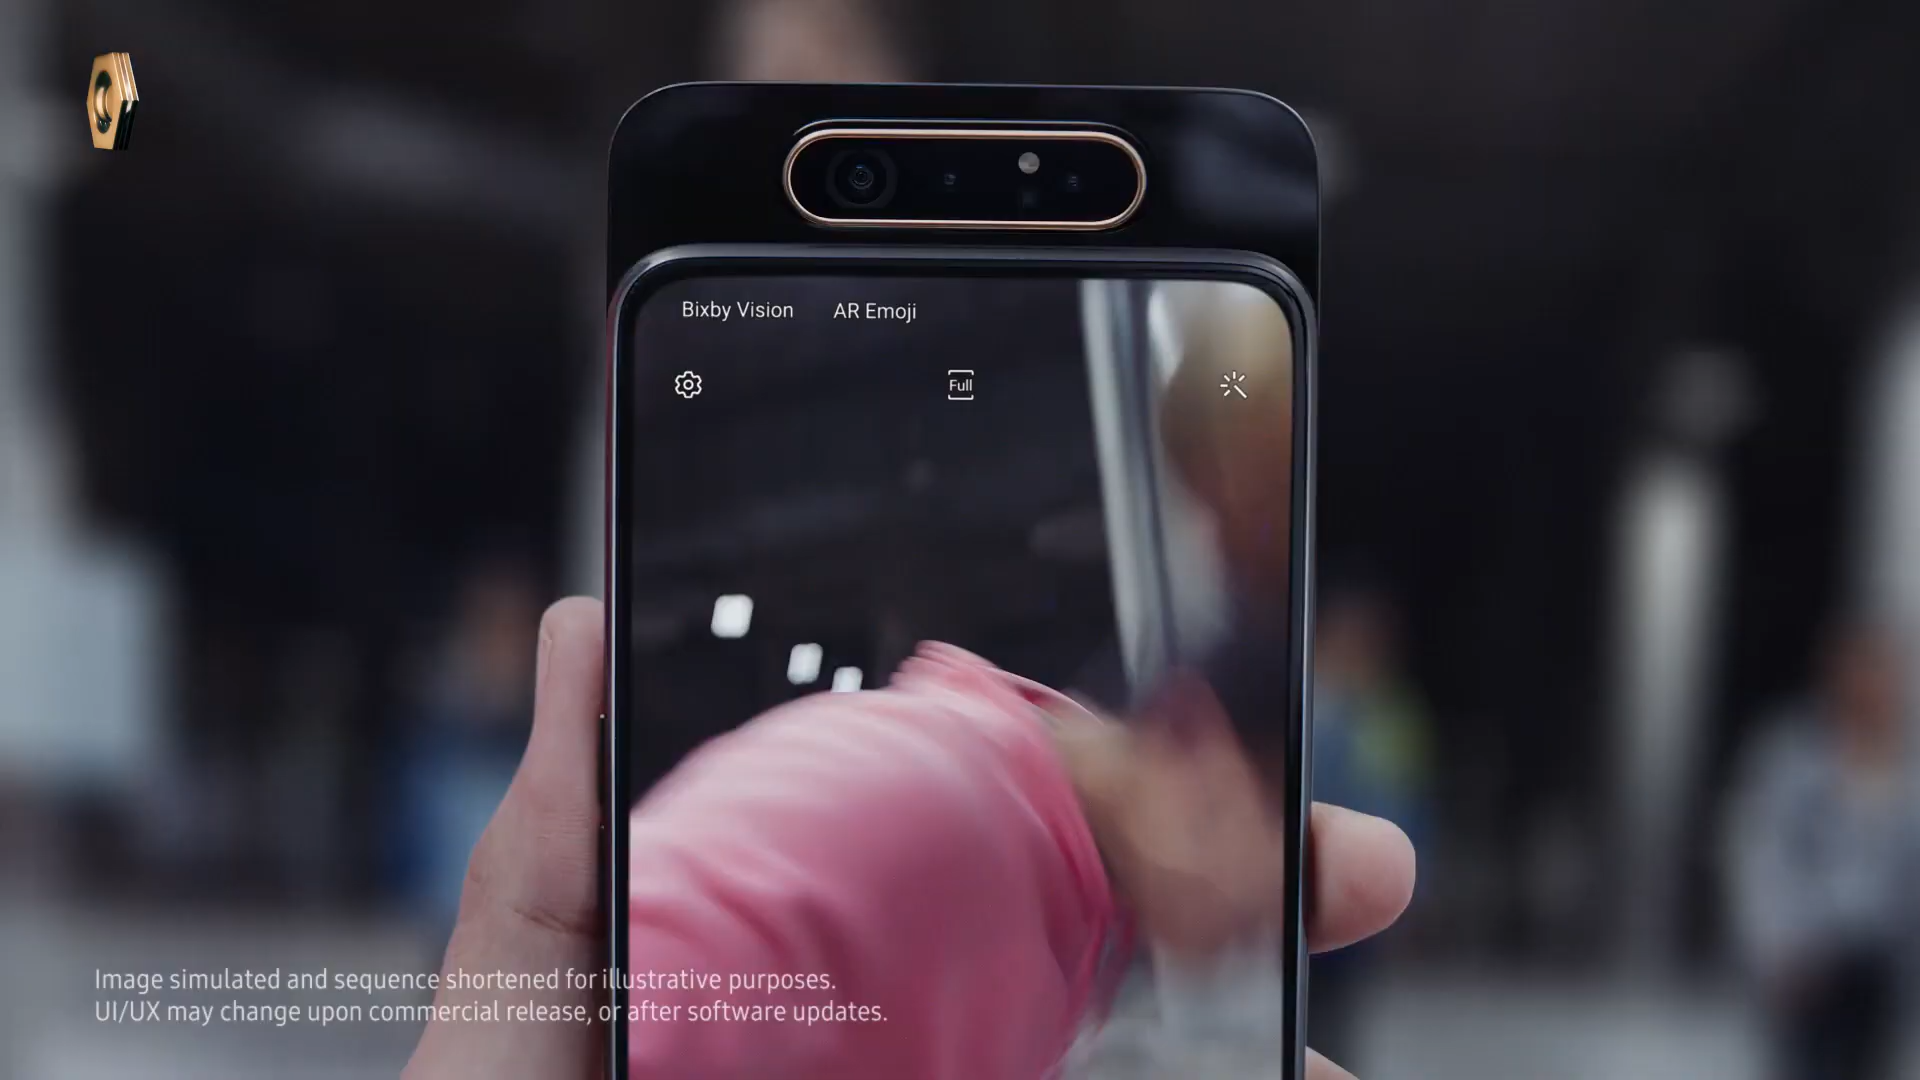 Bixby Vision AR Emoji
Full
Image simulated and sequence shortened for illustrative purposes.
UI/UX may change upon commercial release, or after software updates.